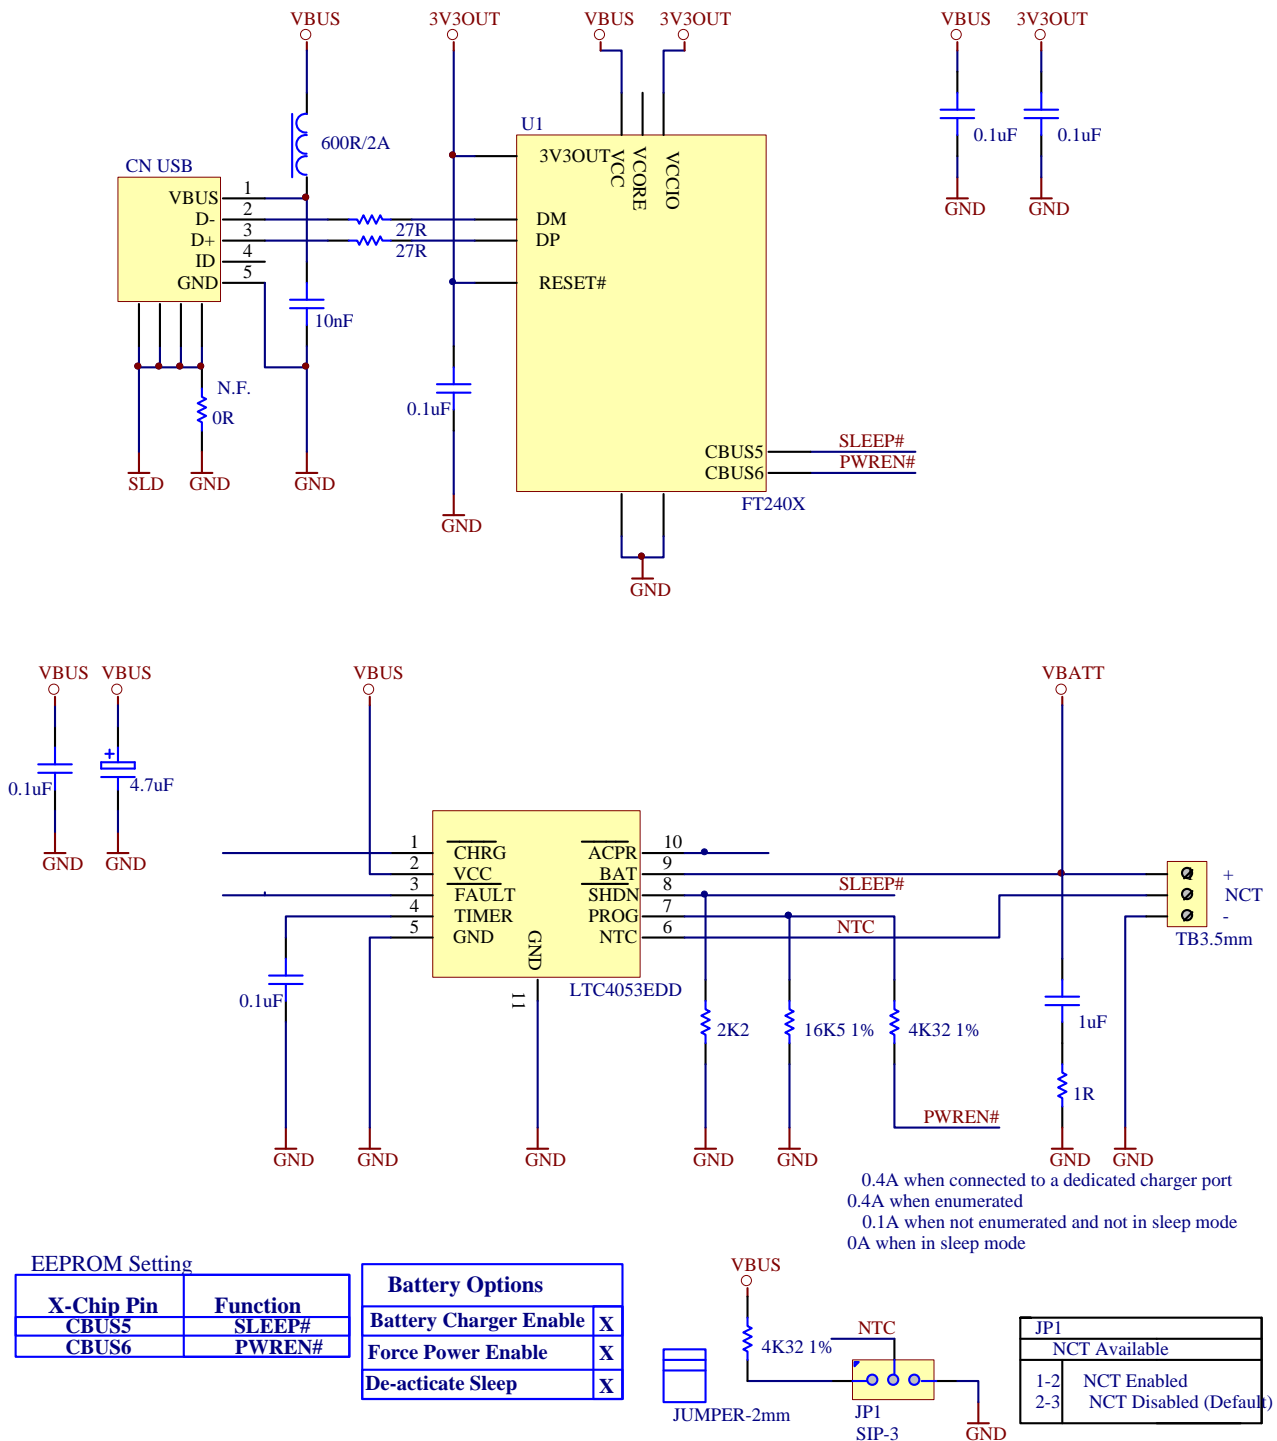 VBUS
3V3OUT
VBUS
3V3OUT
VBUS
3V3OUT
600R/2A
U1
0.1uF
0.1uF
CN USB
3V3OUT
VCC
VCORE
VCCIO
VBUS
1
D-
2
D+
3
ID
4
GND
5
27R
27R
DM
DP
GND
GND
RESET#
10nF
N.F.
0R
0.1uF
CBUS5
SLEEP#
CBUS6
PWREN#
SLD
GND
GND
GND
FT240X
GND
VBUS
VBUS
VBUS
VBATT
0.1uF
4.7uF
GND
GND
1
CHRG
ACPR
10
2
VCC
BAT
9
3
FAULT
SHDN
8
SLEEP#
4
TIMER
PROG
7
5
GND
NTC
6
NTC
GND
11
LTC4053EDD
+
NCT
-
TB3.5mm
0.1uF
2K2
16K5 1%
4K32 1%
1uF
1R
PWREN#
GND
GND
GND
GND
GND
GND
GND
0.4A when connected to a dedicated charger port
0.4A when enumerated
0.1A when not enumerated and not in sleep mode
0A when in sleep mode
EEPROM Setting
X-Chip Pin Function
CBUS5 SLEEP#
CBUS6 PWREN#
Battery Options
Battery Charger Enable X
Force Power Enable X
De-acticate Sleep X
VBUS
4K32 1%
NTC
JUMPER-2mm
JP1
SIP-3
GND
JP1
NCT Available
1-2 NCT Enabled
2-3 NCT Disabled (Default)